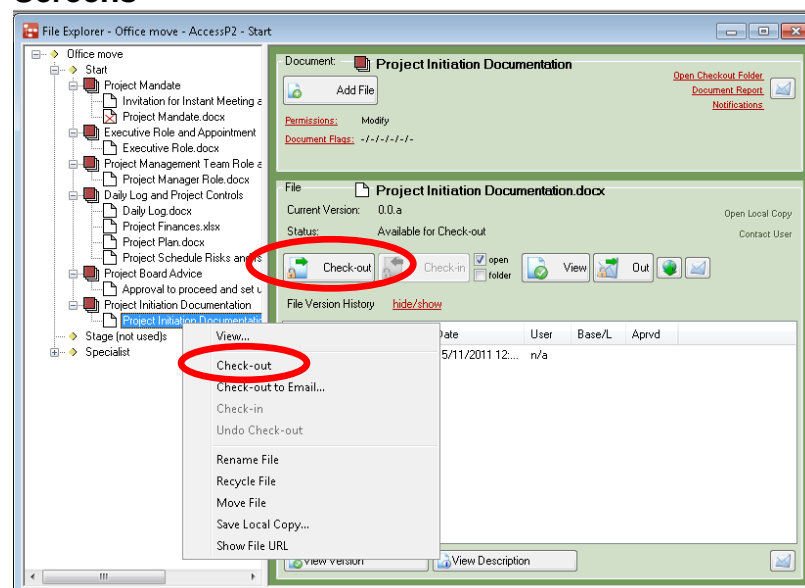 Screens
File Explorer - Office move - AccessP2 - Start
Office move
Start
Project Mandate
Invitation for Instant Meeting a
Project Mandate.docx
Executive Role and Appointment
Executive Role.docx
Project Management Team Role a
Project Manager Role.docx
Daily Log and Project Controls
Daily Log.docx
Project Finances.xlsx
Project Plan.docx
Project Schedule Risks and Is
Project Board Advice
Approval to proceed and set u
Project Initiation Documentation
Project Initiation Documentatio
Stage (not used)s
Specialist
View...
Check-out
Check-out to Email...
Check-in
Undo Check-out
Rename File
Recycle File
Move File
Save Local Copy...
Show File URL
Document: Project Initiation Documentation
Add File
Open Checkout Folder
Document Report
Notifications
Permissions: Modify
Document Flags: -/-/-/-/-/-
File Project Initiation Documentation.docx
Current Version: 0.0.a
Open Local Copy
Status: Available for Check-out
Contact User
Check-out Check-in open folder View Out
File Version History hide/show
Date User Base/L Aprvd
5/11/2011 12:... n/a
View Version View Description